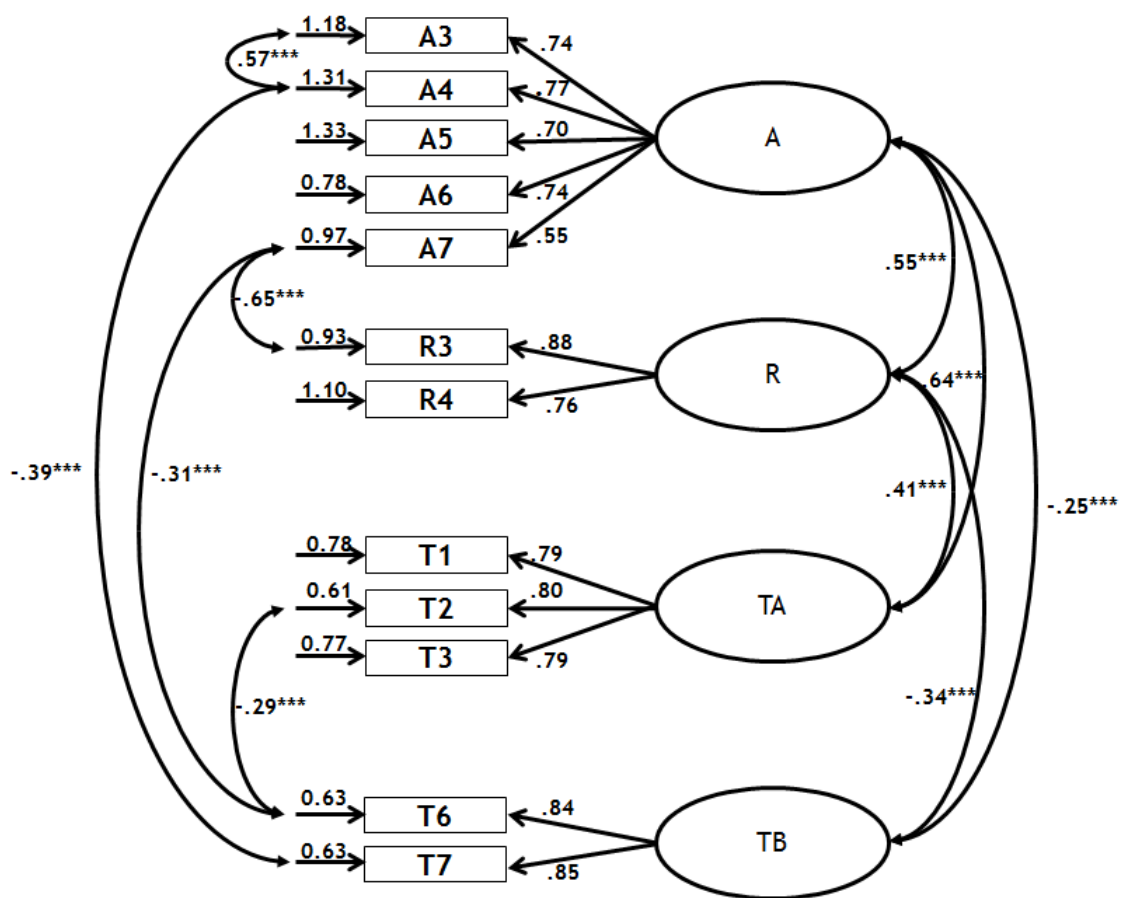 1.18 A3 .74
.57***
1.31 A4 .77
1.33 A5 .70
0.78 A6 .74
0.97 A7 .55
A
.55***
-.65***
0.93 R3 .88
1.10 R4 .76
R
.64***
-.39***
-.31***
.41***
-.25***
0.78 T1 .79
0.61 T2 .80
0.77 T3 .79
TA
-.29***
-.34***
0.63 T6 .84
0.63 T7 .85
TB